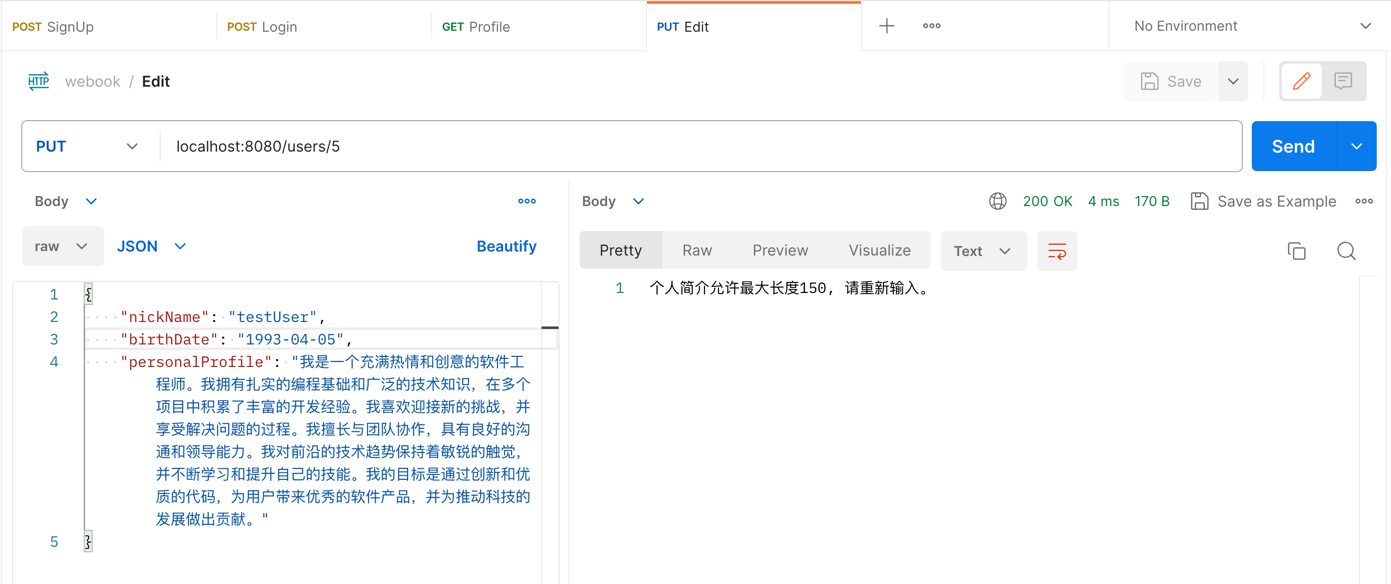 POST SignUp
POST Login
GET Profile
PUT Edit
No Environment
HTTP webook / Edit
Save
PUT
localhost:8080/users/5
Send
Body
Body
200 OK 4 ms 170 B
Save as Example
raw
JSON
Beautify
Pretty
Raw
Preview
Visualize
Text
1 {
2 "nickName": "testUser",
3 "birthDate": "1993-04-05",
4 "personalProfile": "我是一个充满热情和创意的软件工
程师。我拥有扎实的编程基础和广泛的技术知识，在多个
项目中积累了丰富的开发经验。我喜欢迎接新的挑战，并
享受解决问题的过程。我擅长与团队协作，具有良好的沟
通和领导能力。我对前沿的技术趋势保持着敏锐的触觉，
并不断学习和提升自己的技能。我的目标是通过创新和优
质的代码，为用户带来优秀的软件产品，并为推动科技的
发展做出贡献。"
5 }
1 个人简介允许最大长度150, 请重新输入。